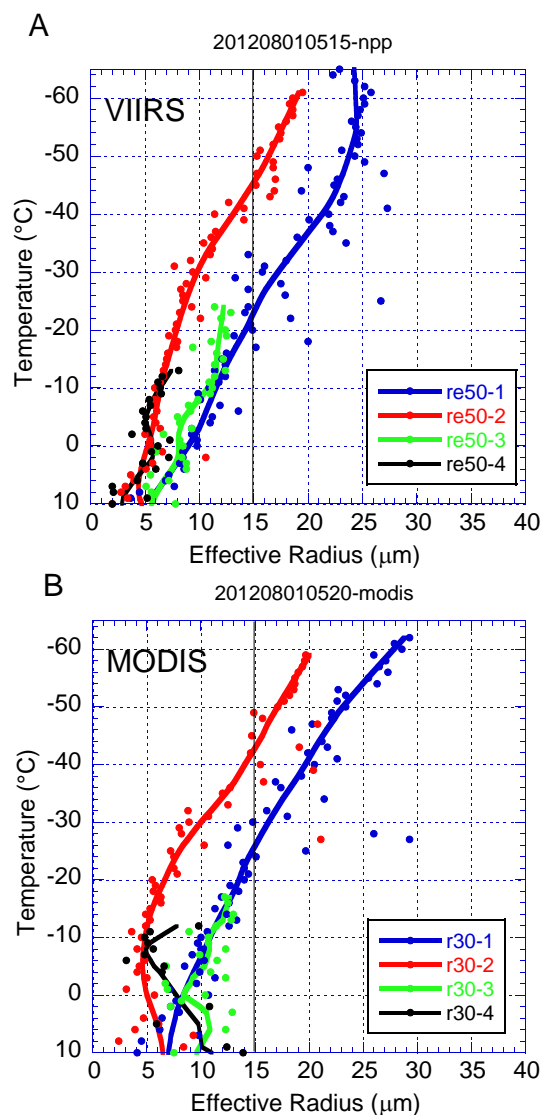 A
201208010515-npp
VIIRS
-60
-50
-40
-30
-20
-10
0
10
Temperature (°C)
re50-1
re50-2
re50-3
re50-4
0 5 10 15 20 25 30 35 40
Effective Radius (μm)
B
201208010520-modis
MODIS
-60
-50
-40
-30
-20
-10
0
10
Temperature (°C)
r30-1
r30-2
r30-3
r30-4
0 5 10 15 20 25 30 35 40
Effective Radius (μm)